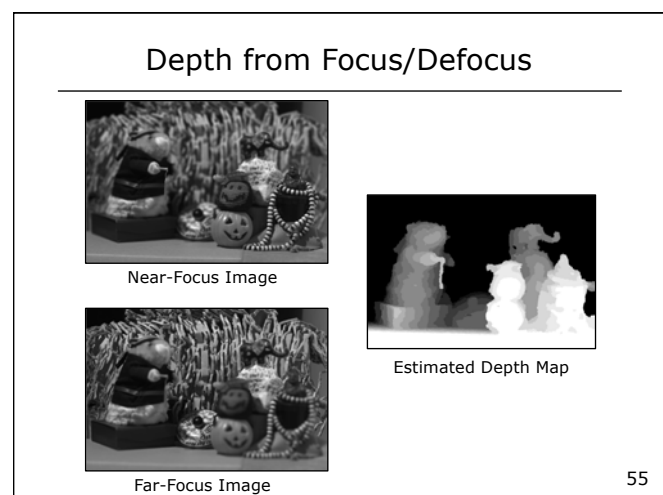 Depth from Focus/Defocus
Near-Focus Image
Estimated Depth Map
Far-Focus Image
55